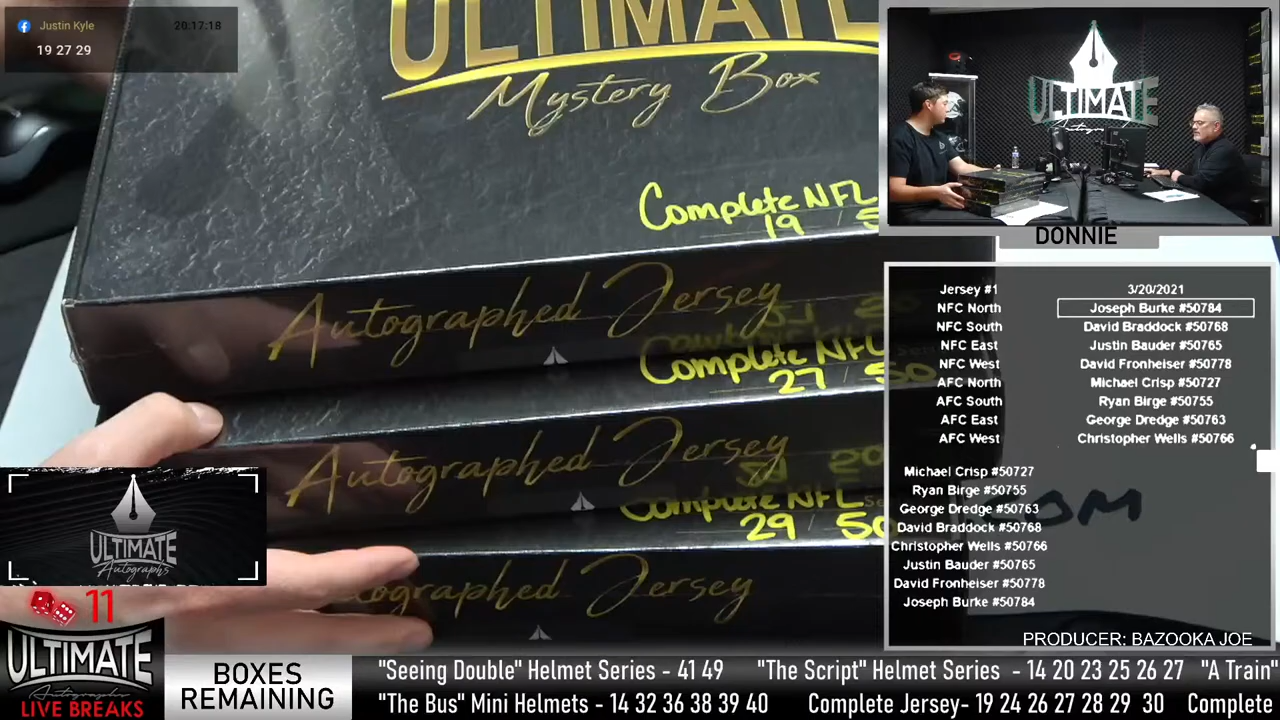 Justin Kyle 20:17:18
19 27 29
ULTIMATE
Mystery Box
Complete NFL
19 / 5
Autographed Jersey
Complete NFL
27 / 50
Autographed Jersey
Complete NFL
29 / 50
tographed Jersey
ULTIMATE
DONNIE
Jersey #1 3/20/2021
NFC North Joseph Burke #50784
NFC South David Braddock #50768
NFC East Justin Bauder #50765
NFC West David Fronheiser #50778
AFC North Michael Crisp #50727
AFC South Ryan Birge #50755
AFC East George Dredge #50763
AFC West Christopher Wells #50766
Michael Crisp #50727
Ryan Birge #50755
George Dredge #50763
David Braddock #50768
Christopher Wells #50766
Justin Bauder #50765
David Fronheiser #50778
Joseph Burke #50784
PRODUCER: BAZOOKA JOE
ULTIMATE
Autographs
11
ULTIMATE
Autographs
LIVE BREAKS
BOXES
REMAINING
"Seeing Double" Helmet Series - 41 49 "The Script" Helmet Series - 14 20 23 25 26 27 "A Train"
"The Bus" Mini Helmets - 14 32 36 38 39 40 Complete Jersey- 19 24 26 27 28 29 30 Complete